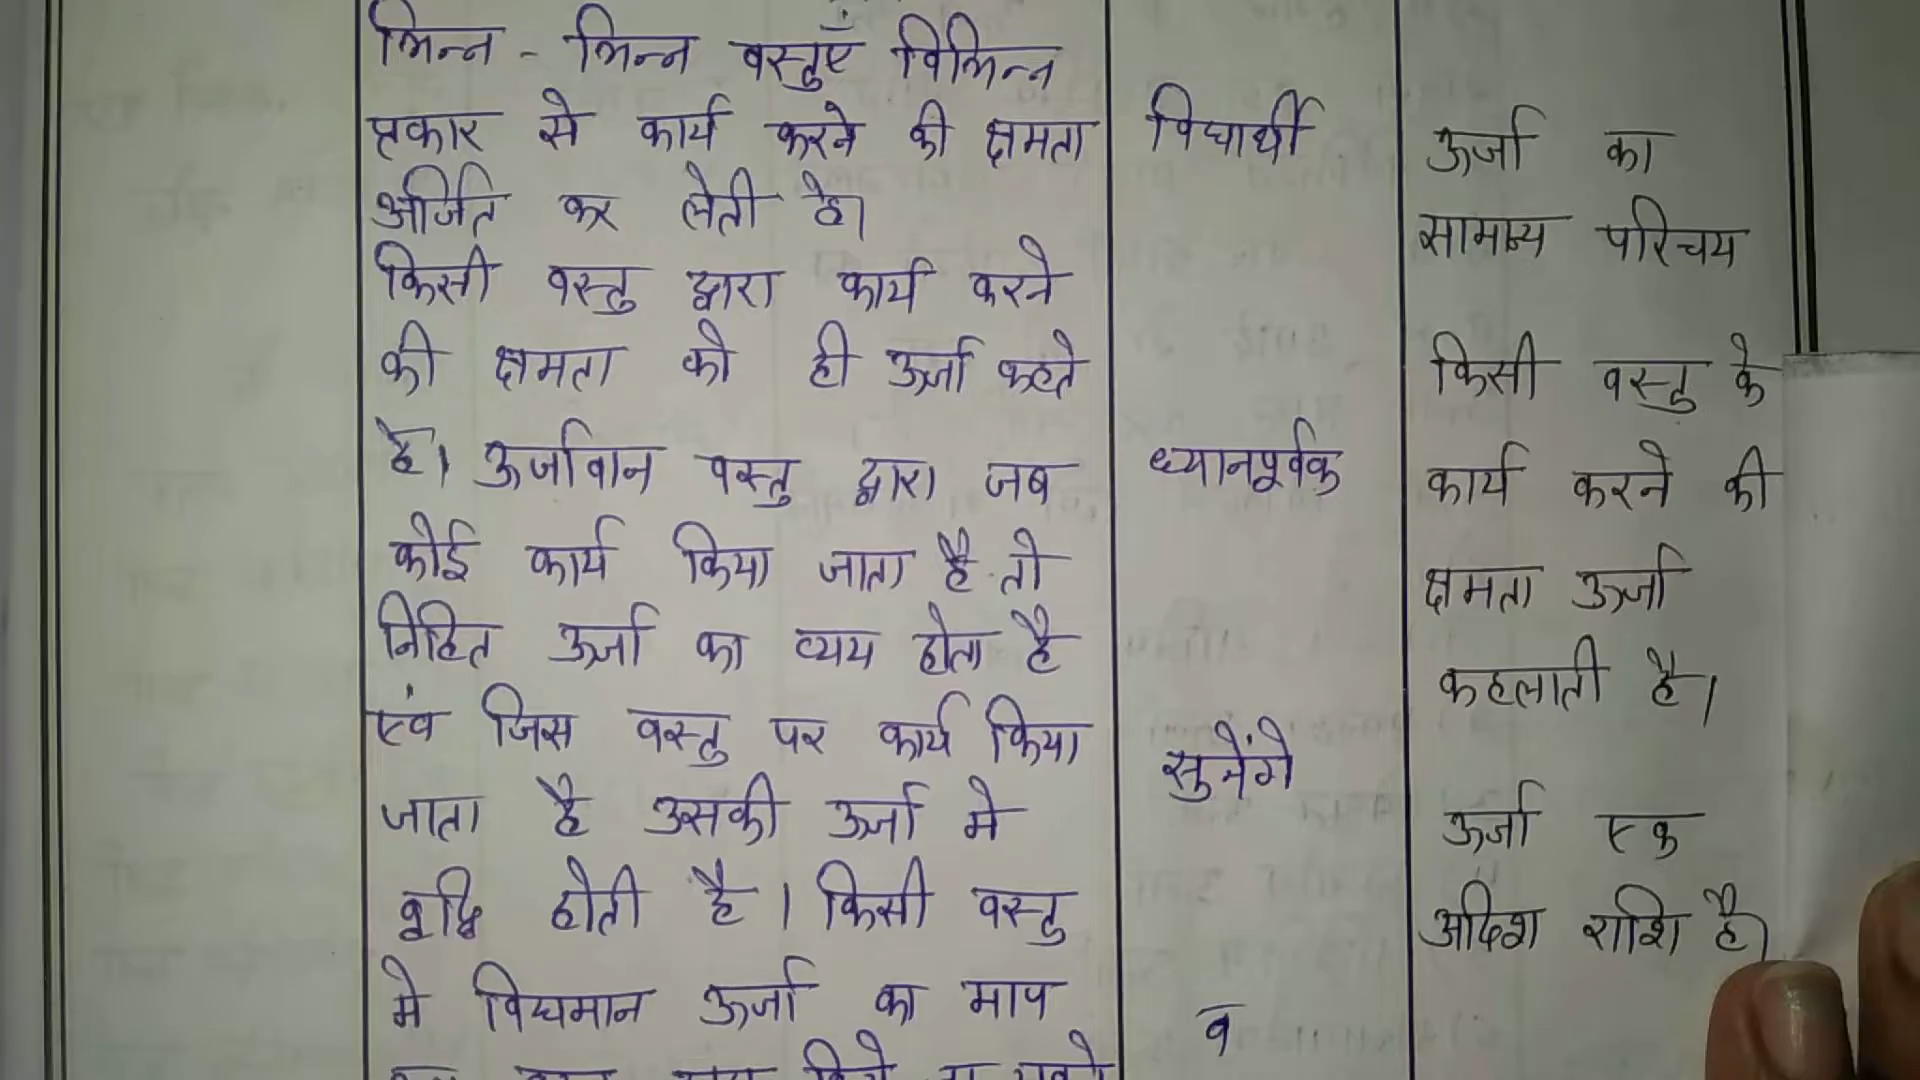 भिन्न - भिन्न वस्तुएँ विभिन्न
प्रकार से कार्य करने की क्षमता
अर्जित कर लेती है।
किसी वस्तु द्वारा कार्य करने
की क्षमता को ही ऊर्जा कहते
है। ऊर्जावान वस्तु द्वारा जब
कोई कार्य किया जाता है तो
निहित ऊर्जा का व्यय होता है
एवं जिस वस्तु पर कार्य किया
जाता है उसकी ऊर्जा मे
वृद्धि होती है। किसी वस्तु
मे विद्यमान ऊर्जा का माप
विद्यार्थी
ध्यानपूर्वक
सुनेंगे
व
ऊर्जा का
सामान्य परिचय
किसी वस्तु के
कार्य करने की
क्षमता ऊर्जा
कहलाती है।
ऊर्जा एक
अदिश राशि है।